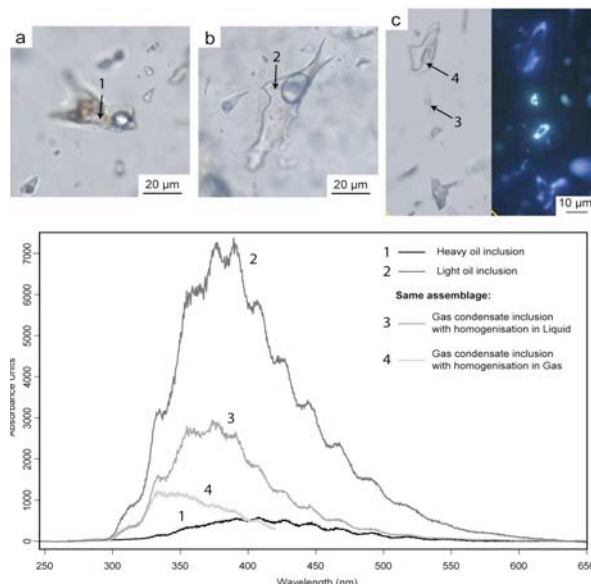 a
1
20 µm
b
2
20 µm
c
4
3
10 µm
Absorbance Units
7000
6000
5000
4000
3000
2000
1000
0
2
3
4
1
1 Heavy oil inclusion
2 Light oil inclusion
Same assemblage:
3 Gas condensate inclusion
with homogenisation in Liquid
4 Gas condensate inclusion
with homogenisation in Gas
250 300 350 400 450 500 550 600 650
Wavelength (nm)